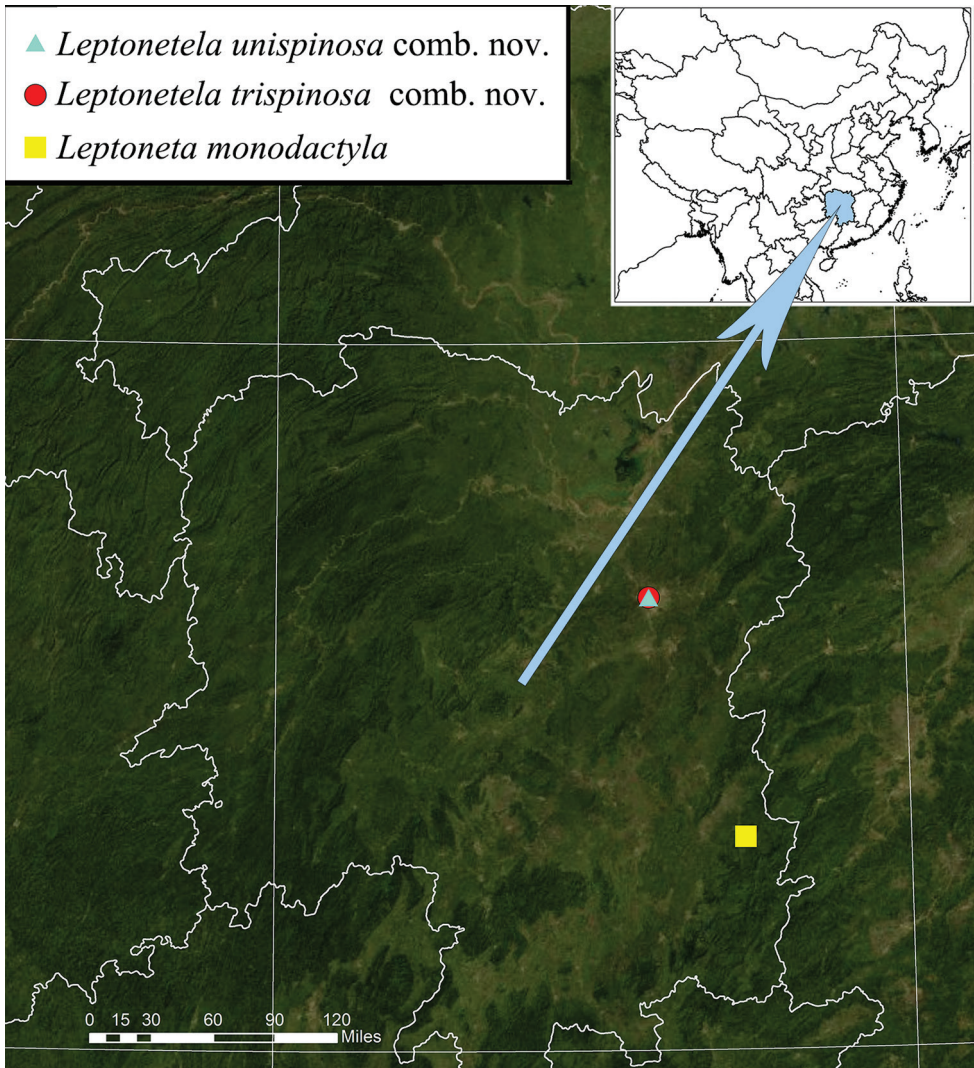 Leptonetela unispinosa comb. nov.
Leptonetela trispinosa comb. nov.
Leptoneta monodactyla
0 15 30 60 90 120
Miles